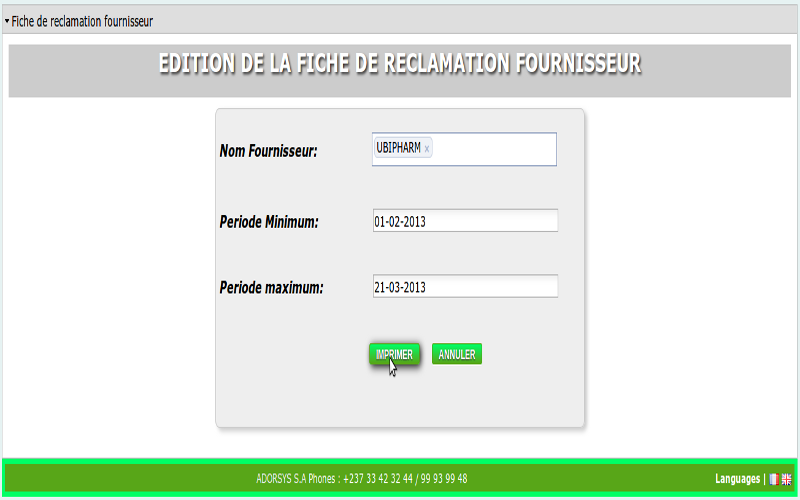 Fiche de reclamation fournisseur
EDITION DE LA FICHE DE RECLAMATION FOURNISSEUR
Nom Fournisseur: UBIPHARM ×
Periode Minimum: 01-02-2013
Periode maximum: 21-03-2013
IMPRIMER ANNULER
ADORSYS S.A Phones : +237 33 42 32 44 / 99 93 99 48 Languages |